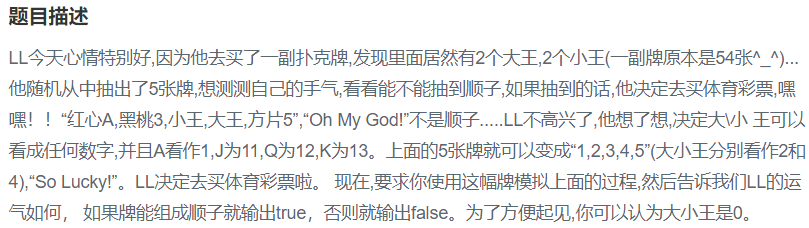 题目描述
LL今天心情特别好,因为他去买了一副扑克牌,发现里面居然有2个大王,2个小王(一副牌原本是54张^_^)...
他随机从中抽出了5张牌,想测测自己的手气,看看能不能抽到顺子,如果抽到的话,他决定去买体育彩票,嘿
嘿！！“红心A,黑桃3,小王,大王,方片5”,“Oh My God!”不是顺子.....LL不高兴了,他想了想,决定大\小 王可以
看成任何数字,并且A看作1,J为11,Q为12,K为13。上面的5张牌就可以变成“1,2,3,4,5”(大小王分别看作2和
4),“So Lucky!”。LL决定去买体育彩票啦。 现在,要求你使用这幅牌模拟上面的过程,然后告诉我们LL的运
气如何， 如果牌能组成顺子就输出true，否则就输出false。为了方便起见,你可以认为大小王是0。